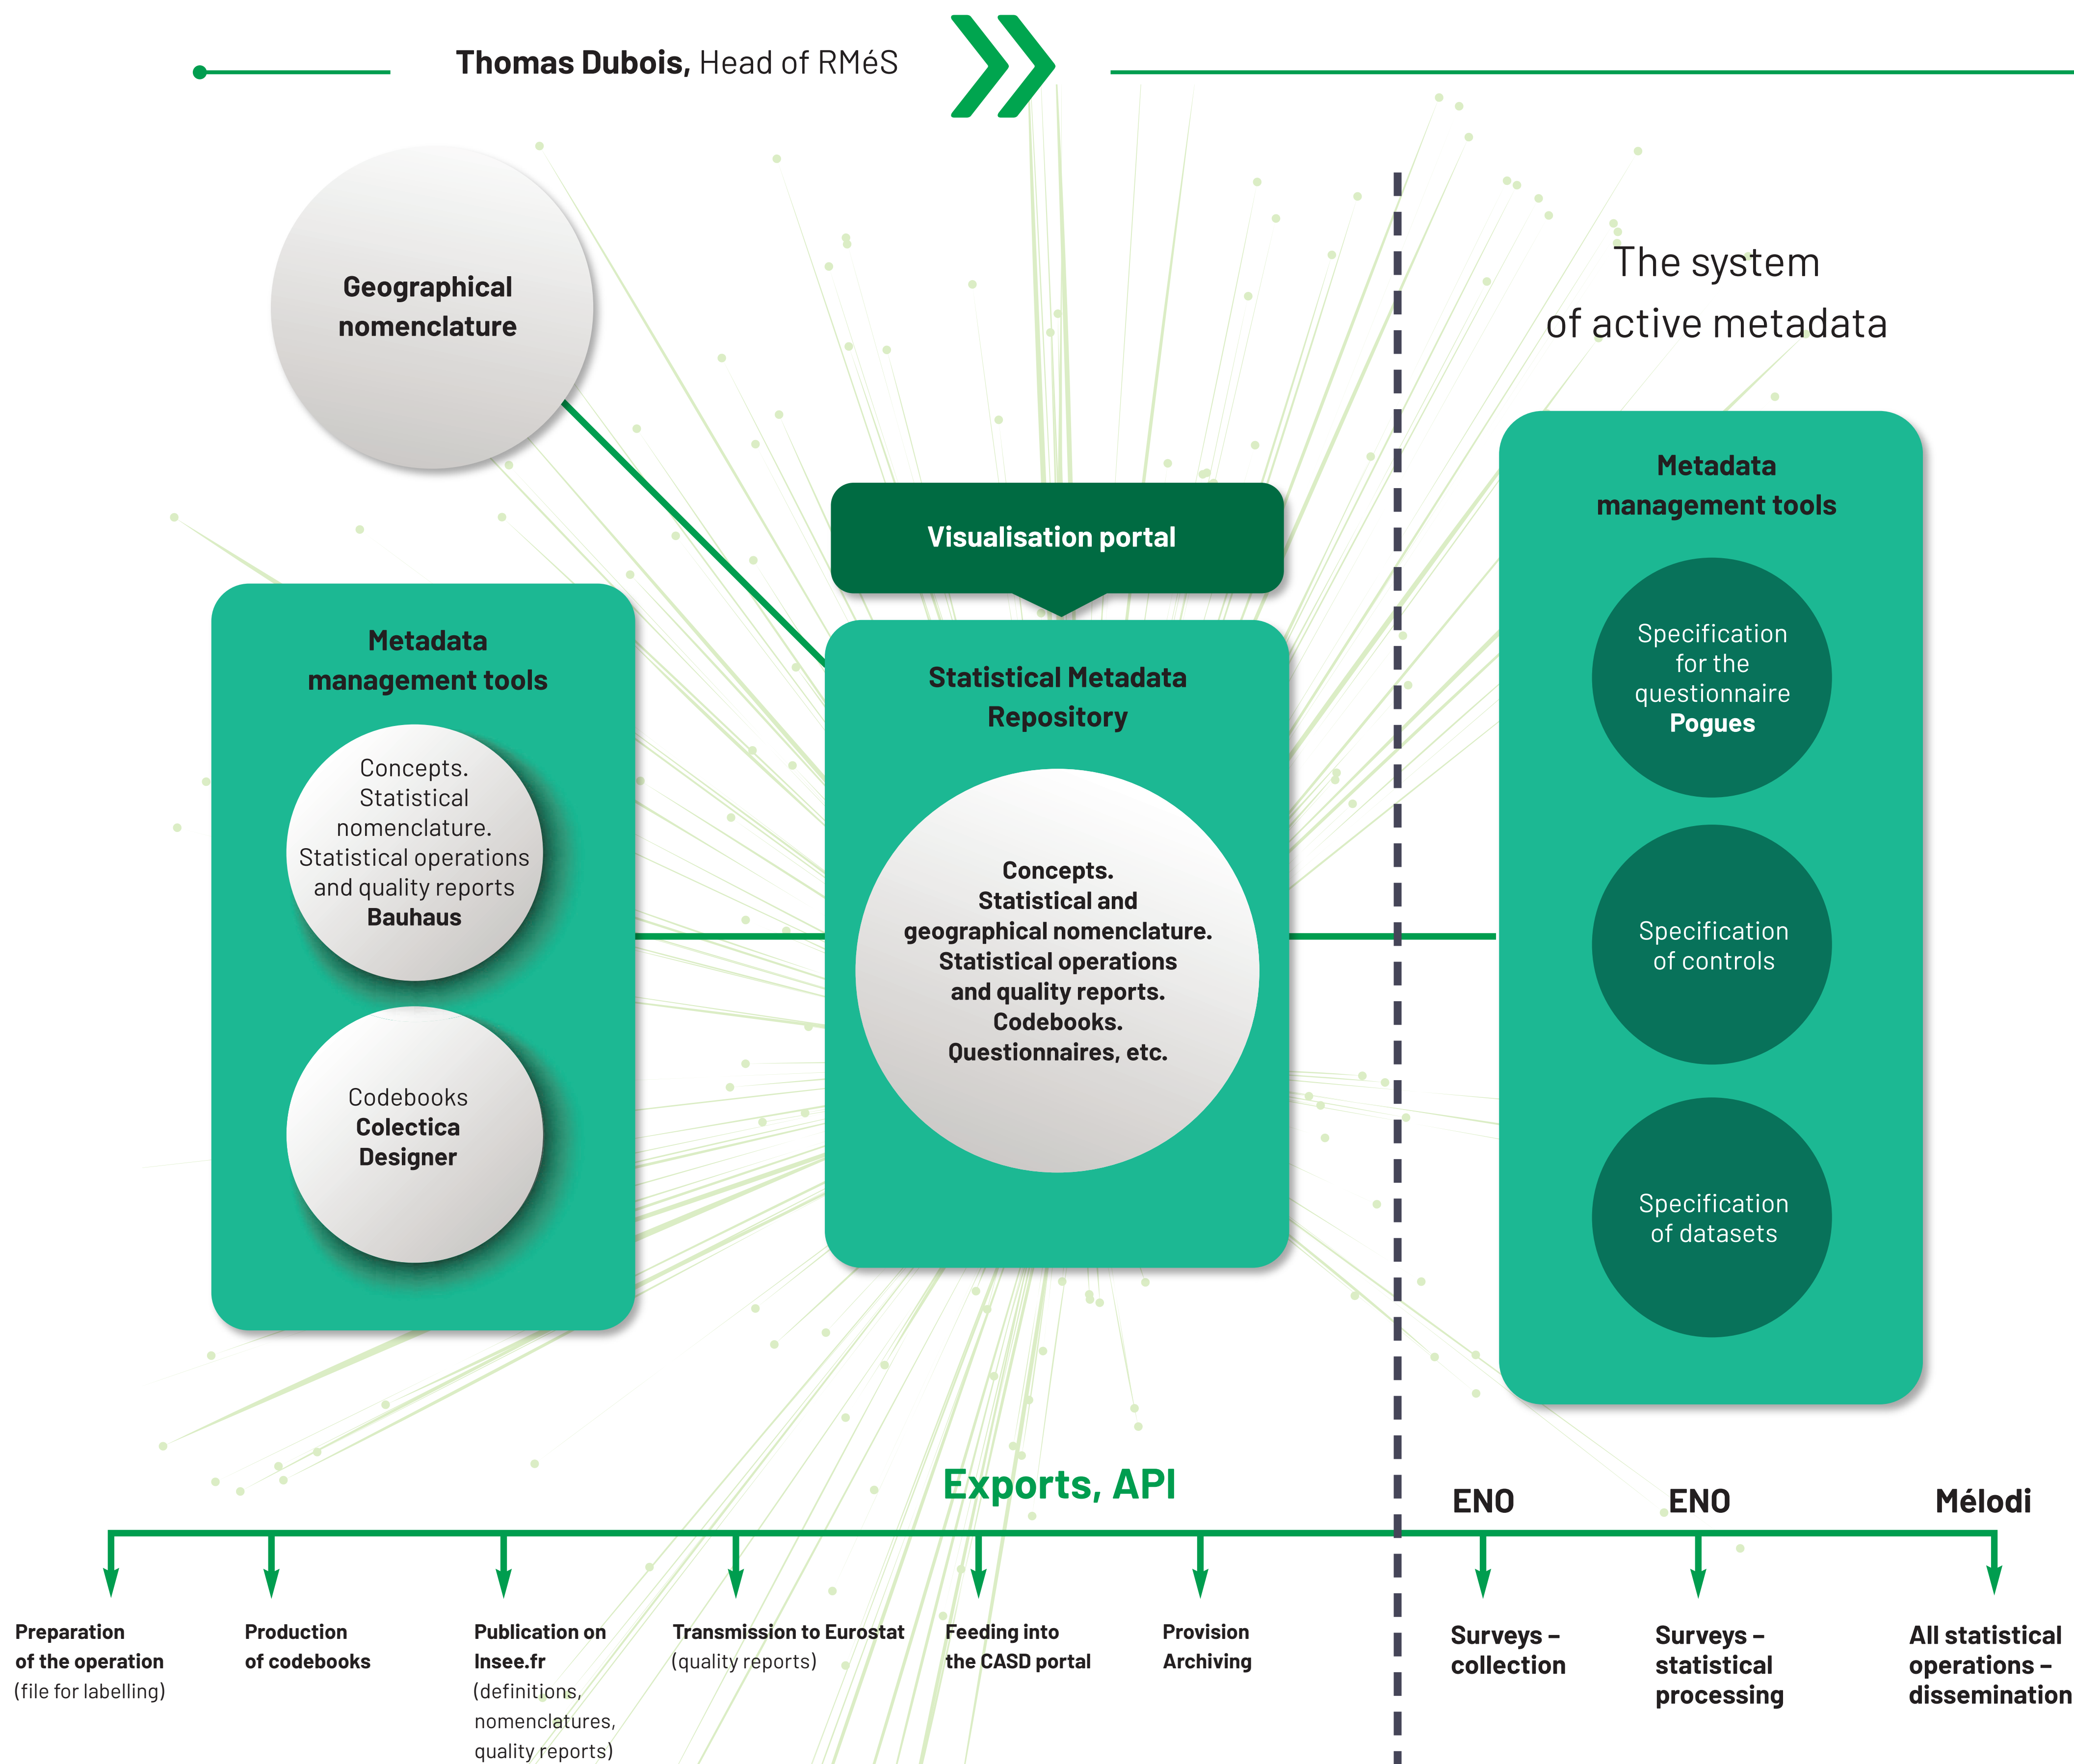 Thomas Dubois, Head of RMéS
Geographical
nomenclature
The system
of active metadata
Visualisation portal
Metadata
management tools
Concepts.
Statistical
nomenclature.
Statistical operations
and quality reports
Bauhaus
Codebooks
Colectica
Designer
Statistical Metadata
Repository
Concepts.
Statistical and
geographical nomenclature.
Statistical operations
and quality reports.
Codebooks.
Questionnaires, etc.
Metadata
management tools
Specification
for the
questionnaire
Pogues
Specification
of controls
Specification
of datasets
Exports, API
ENO
ENO
Mélodi
Preparation
of the operation
(file for labelling)
Production
of codebooks
Publication on
Insee.fr
(definitions,
nomenclatures,
quality reports)
Transmission to Eurostat
(quality reports)
Feeding into
the CASD portal
Provision
Archiving
Surveys –
collection
Surveys –
statistical
processing
All statistical
operations –
dissemination